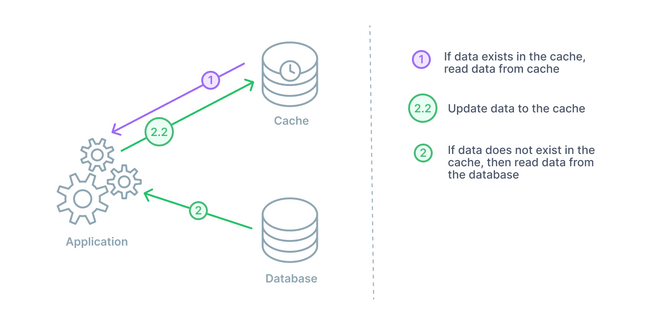 1
2.2
Cache
Application
2
Database
1
If data exists in the cache,
read data from cache
2.2
Update data to the cache
2
If data does not exist in the
cache, then read data from
the database